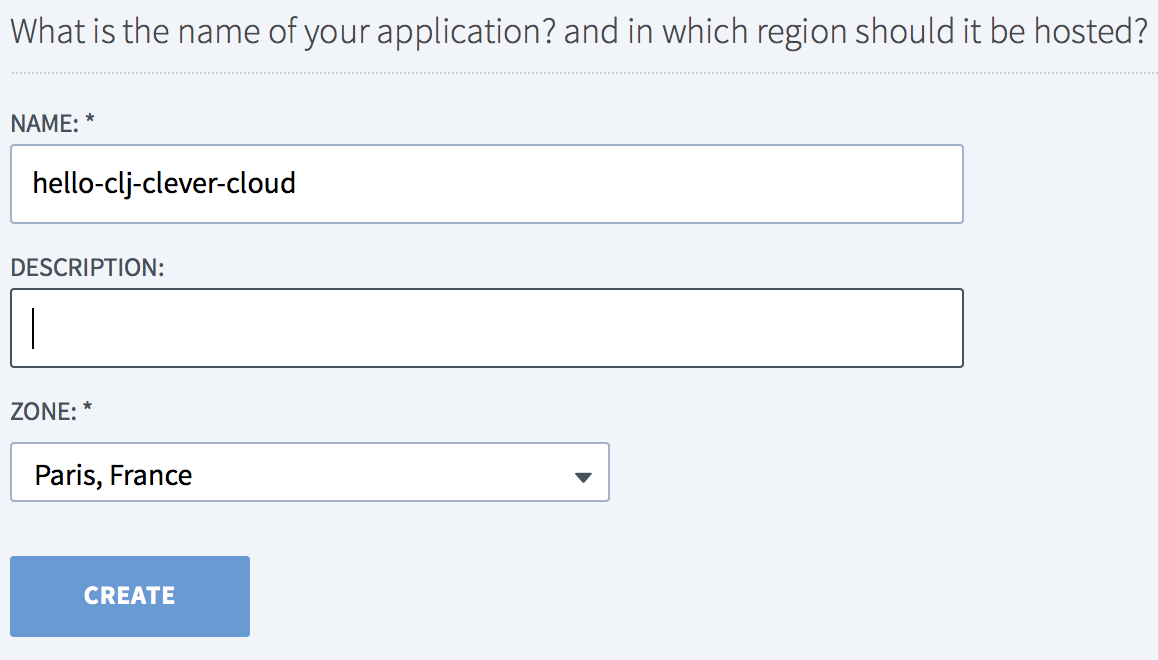 What is the name of your application? and in which region should it be hosted?
NAME: *
hello-clj-clever-cloud
DESCRIPTION:
ZONE: *
Paris, France
CREATE